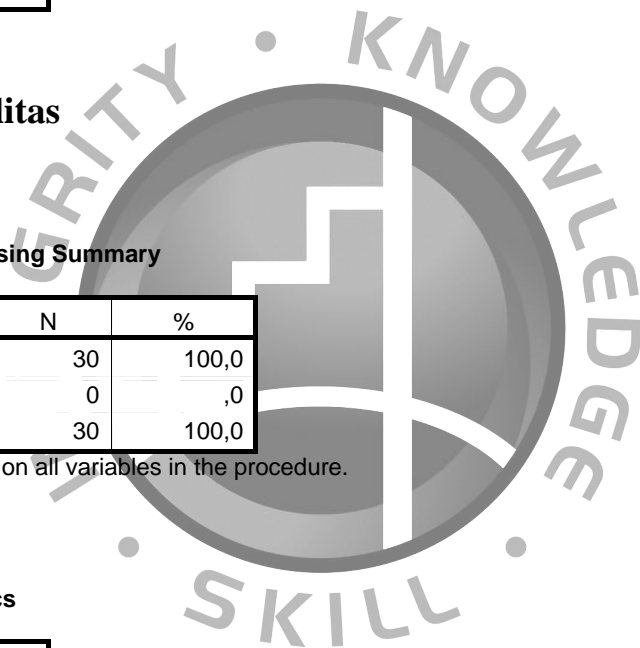 litas
sing Summary
N %
30 100,0
0 ,0
30 100,0
on all variables in the procedure.
cs
GRITY • KNOWLEDGE • SKILL •